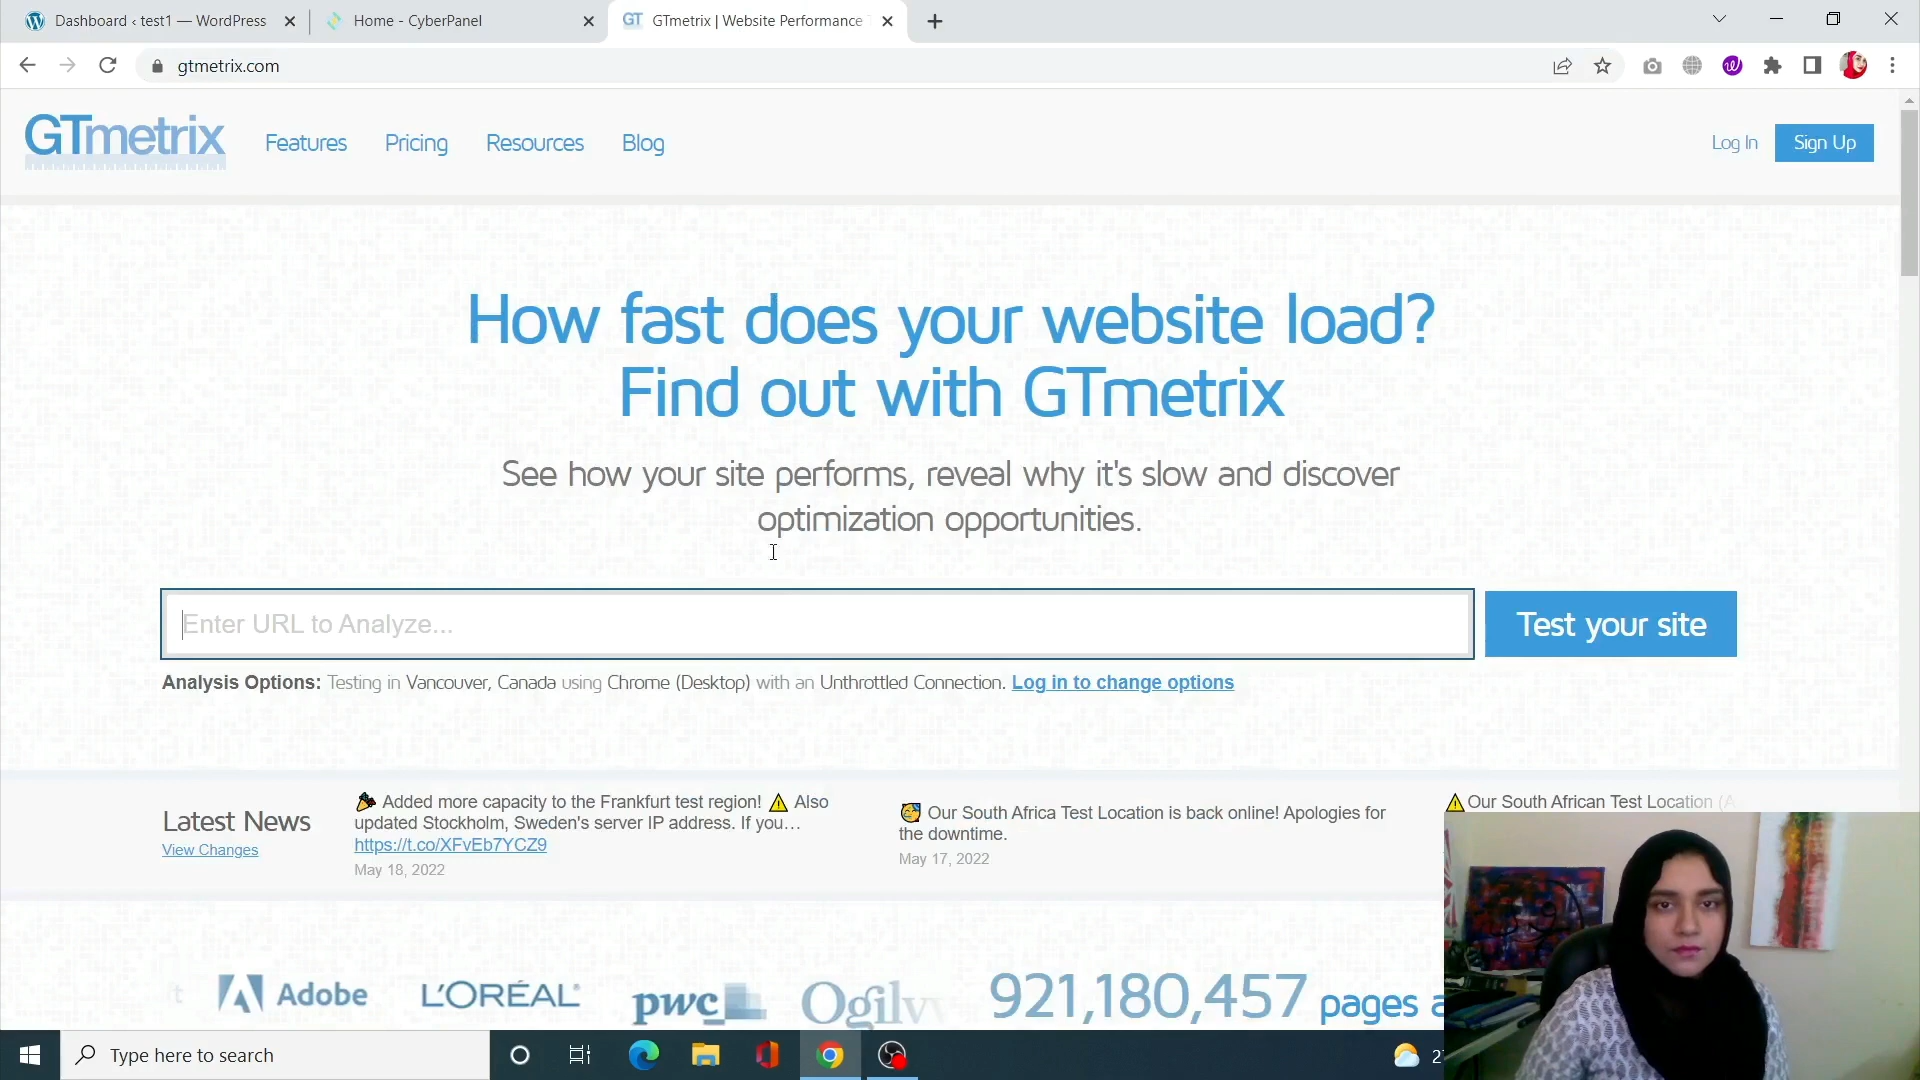 Dashboard ‹ test1 — WordPress
Home - CyberPanel
GTmetrix | Website Performance
gtmetrix.com
GTmetrix
Features
Pricing
Resources
Blog
Log In
Sign Up
How fast does your website load?
Find out with GTmetrix
See how your site performs, reveal why it's slow and discover
optimization opportunities.
Enter URL to Analyze...
Test your site
Analysis Options: Testing in Vancouver, Canada using Chrome (Desktop) with an Unthrottled Connection. Log in to change options
Latest News
View Changes
Added more capacity to the Frankfurt test region! ⚠ Also
updated Stockholm, Sweden's server IP address. If you…
https://t.co/XFvEb7YCZ9
May 18, 2022
Our South Africa Test Location is back online! Apologies for
the downtime.
May 17, 2022
Our South African Test Location
Adobe
L'ORÉAL
pwc
Ogilvy
921,180,457 pages
Type here to search